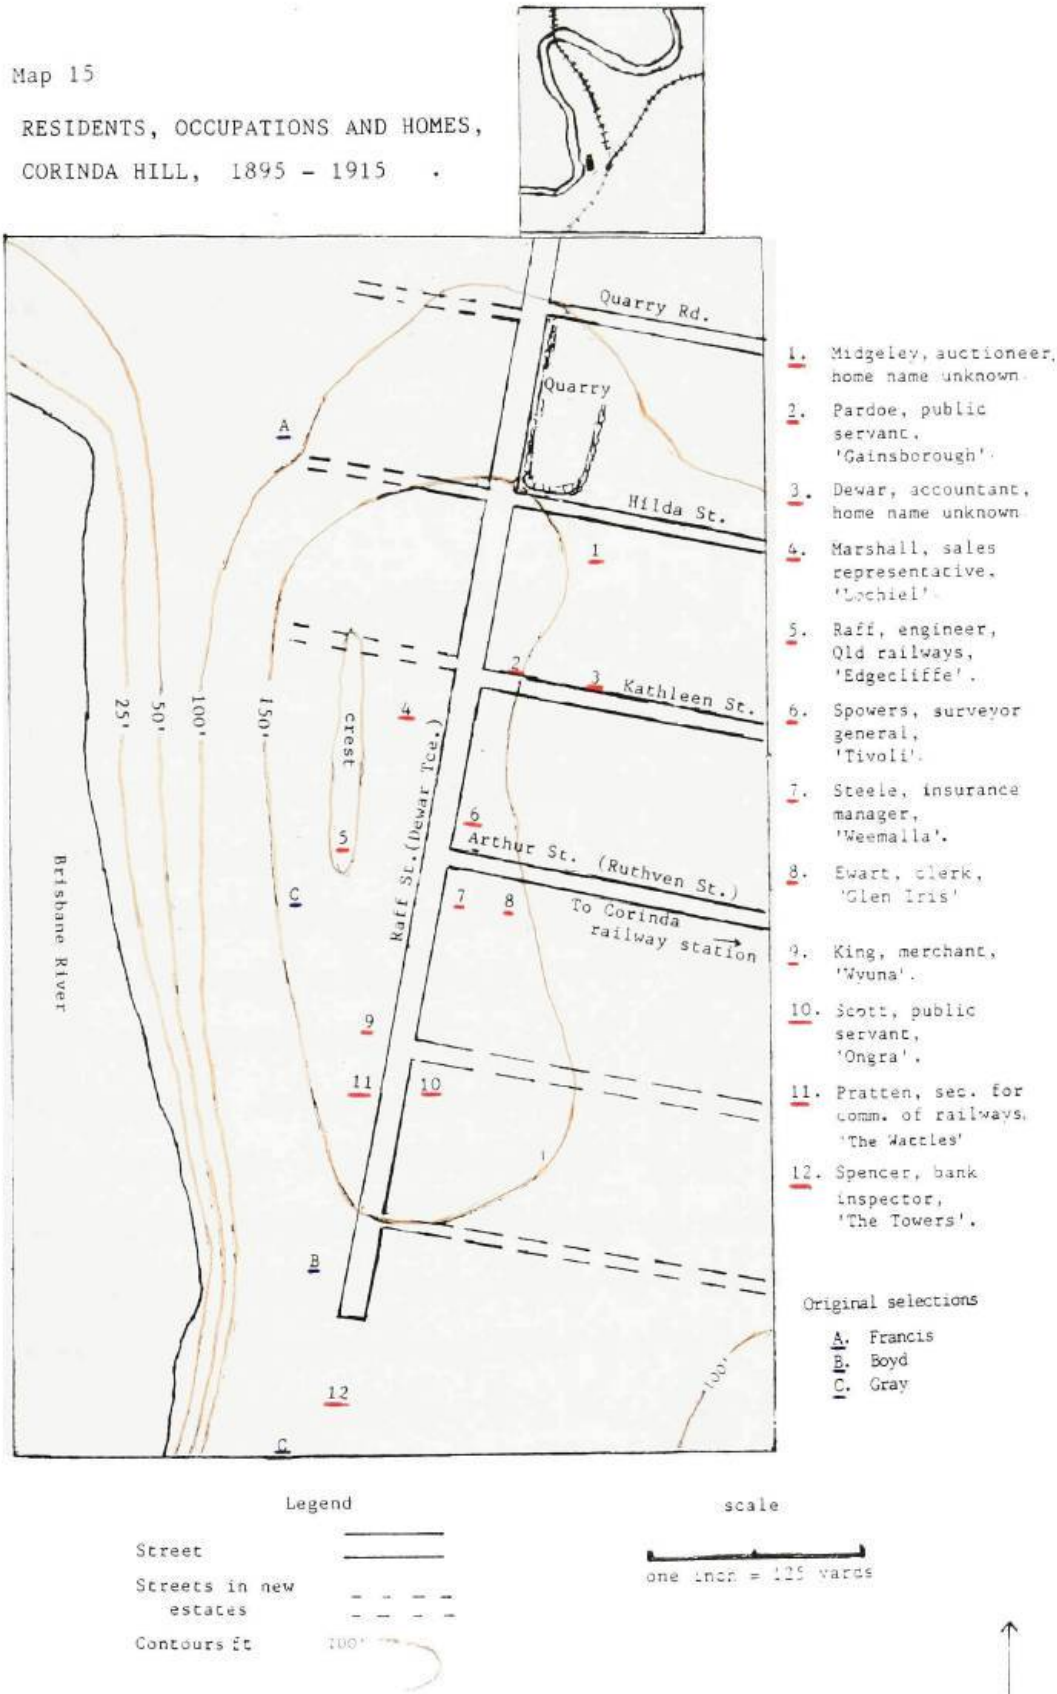 Map 15
RESIDENTS, OCCUPATIONS AND HOMES,
CORINDA HILL, 1895 - 1915 .
Quarry Rd.
Quarry
A
Hilda St.
1
2
3
Kathleen St.
25'
50'
100'
150'
crest
4
Raff St.(Dewar Tce.)
5
6
Arthur St. (Ruthven St.)
C
7
8
To Corinda
railway station
Brisbane River
9
11
10
B
100'
12
C
1. Midgeley, auctioneer,
home name unknown
2. Pardoe, public
servant,
'Gainsborough'.
3. Dewar, accountant,
home name unknown
4. Marshall, sales
representative,
'Lochiel'.
5. Raff, engineer,
Qld railways,
'Edgecliffe'.
6. Spowers, surveyor
general,
'Tivoli'.
7. Steele, insurance
manager,
'Weemalla'.
8. Ewart, clerk,
'Glen Iris'
9. King, merchant,
'Wyuna'.
10. Scott, public
servant,
'Ongra'.
11. Pratten, sec. for
comm. of railways,
'The Wattles'
12. Spencer, bank
inspector,
'The Towers'.
Original selections
A. Francis
B. Boyd
C. Gray
Legend
Street
Streets in new
estates
Contours ft
100'
scale
one inch = 125 yards